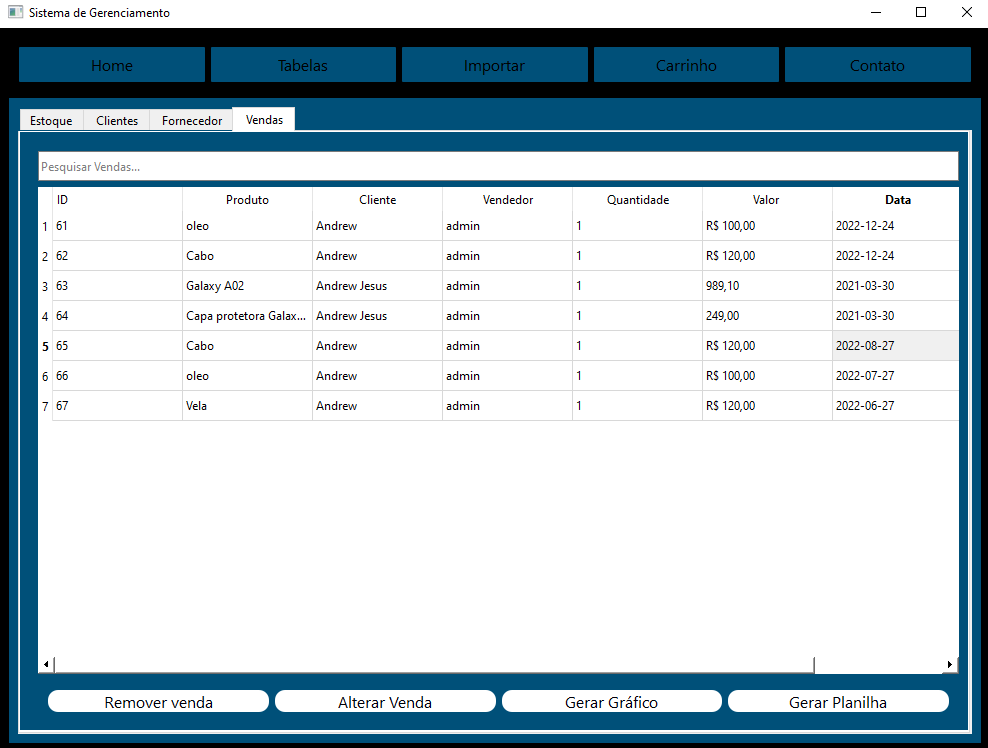 Sistema de Gerenciamento
Home Tabelas Importar Carrinho Contato
Estoque Clientes Fornecedor Vendas
Pesquisar Vendas...
ID Produto Cliente Vendedor Quantidade Valor Data
1 61 oleo Andrew admin 1 R$ 100,00 2022-12-24
2 62 Cabo Andrew admin 1 R$ 120,00 2022-12-24
3 63 Galaxy A02 Andrew Jesus admin 1 989,10 2021-03-30
4 64 Capa protetora Galax... Andrew Jesus admin 1 249,00 2021-03-30
5 65 Cabo Andrew admin 1 R$ 120,00 2022-08-27
6 66 oleo Andrew admin 1 R$ 100,00 2022-07-27
7 67 Vela Andrew admin 1 R$ 120,00 2022-06-27
Remover venda Alterar Venda Gerar Gráfico Gerar Planilha